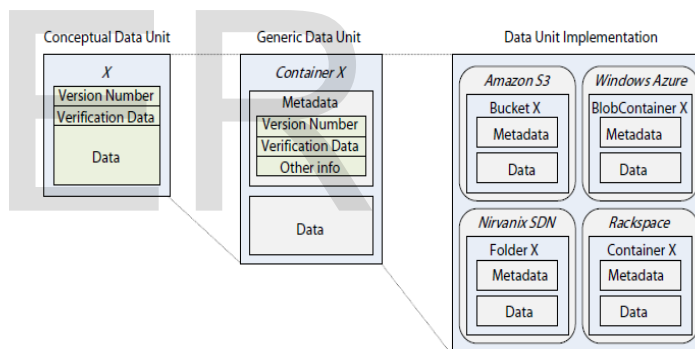 Conceptual Data Unit
X
Version Number
Verification Data
Data
Generic Data Unit
Container X
Metadata
Version Number
Verification Data
Other info
Data
Data Unit Implementation
Amazon S3
Bucket X
Metadata
Data
Windows Azure
BlobContainer X
Metadata
Data
Nirvanix SDN
Folder X
Metadata
Data
Rackspace
Container X
Metadata
Data
ER